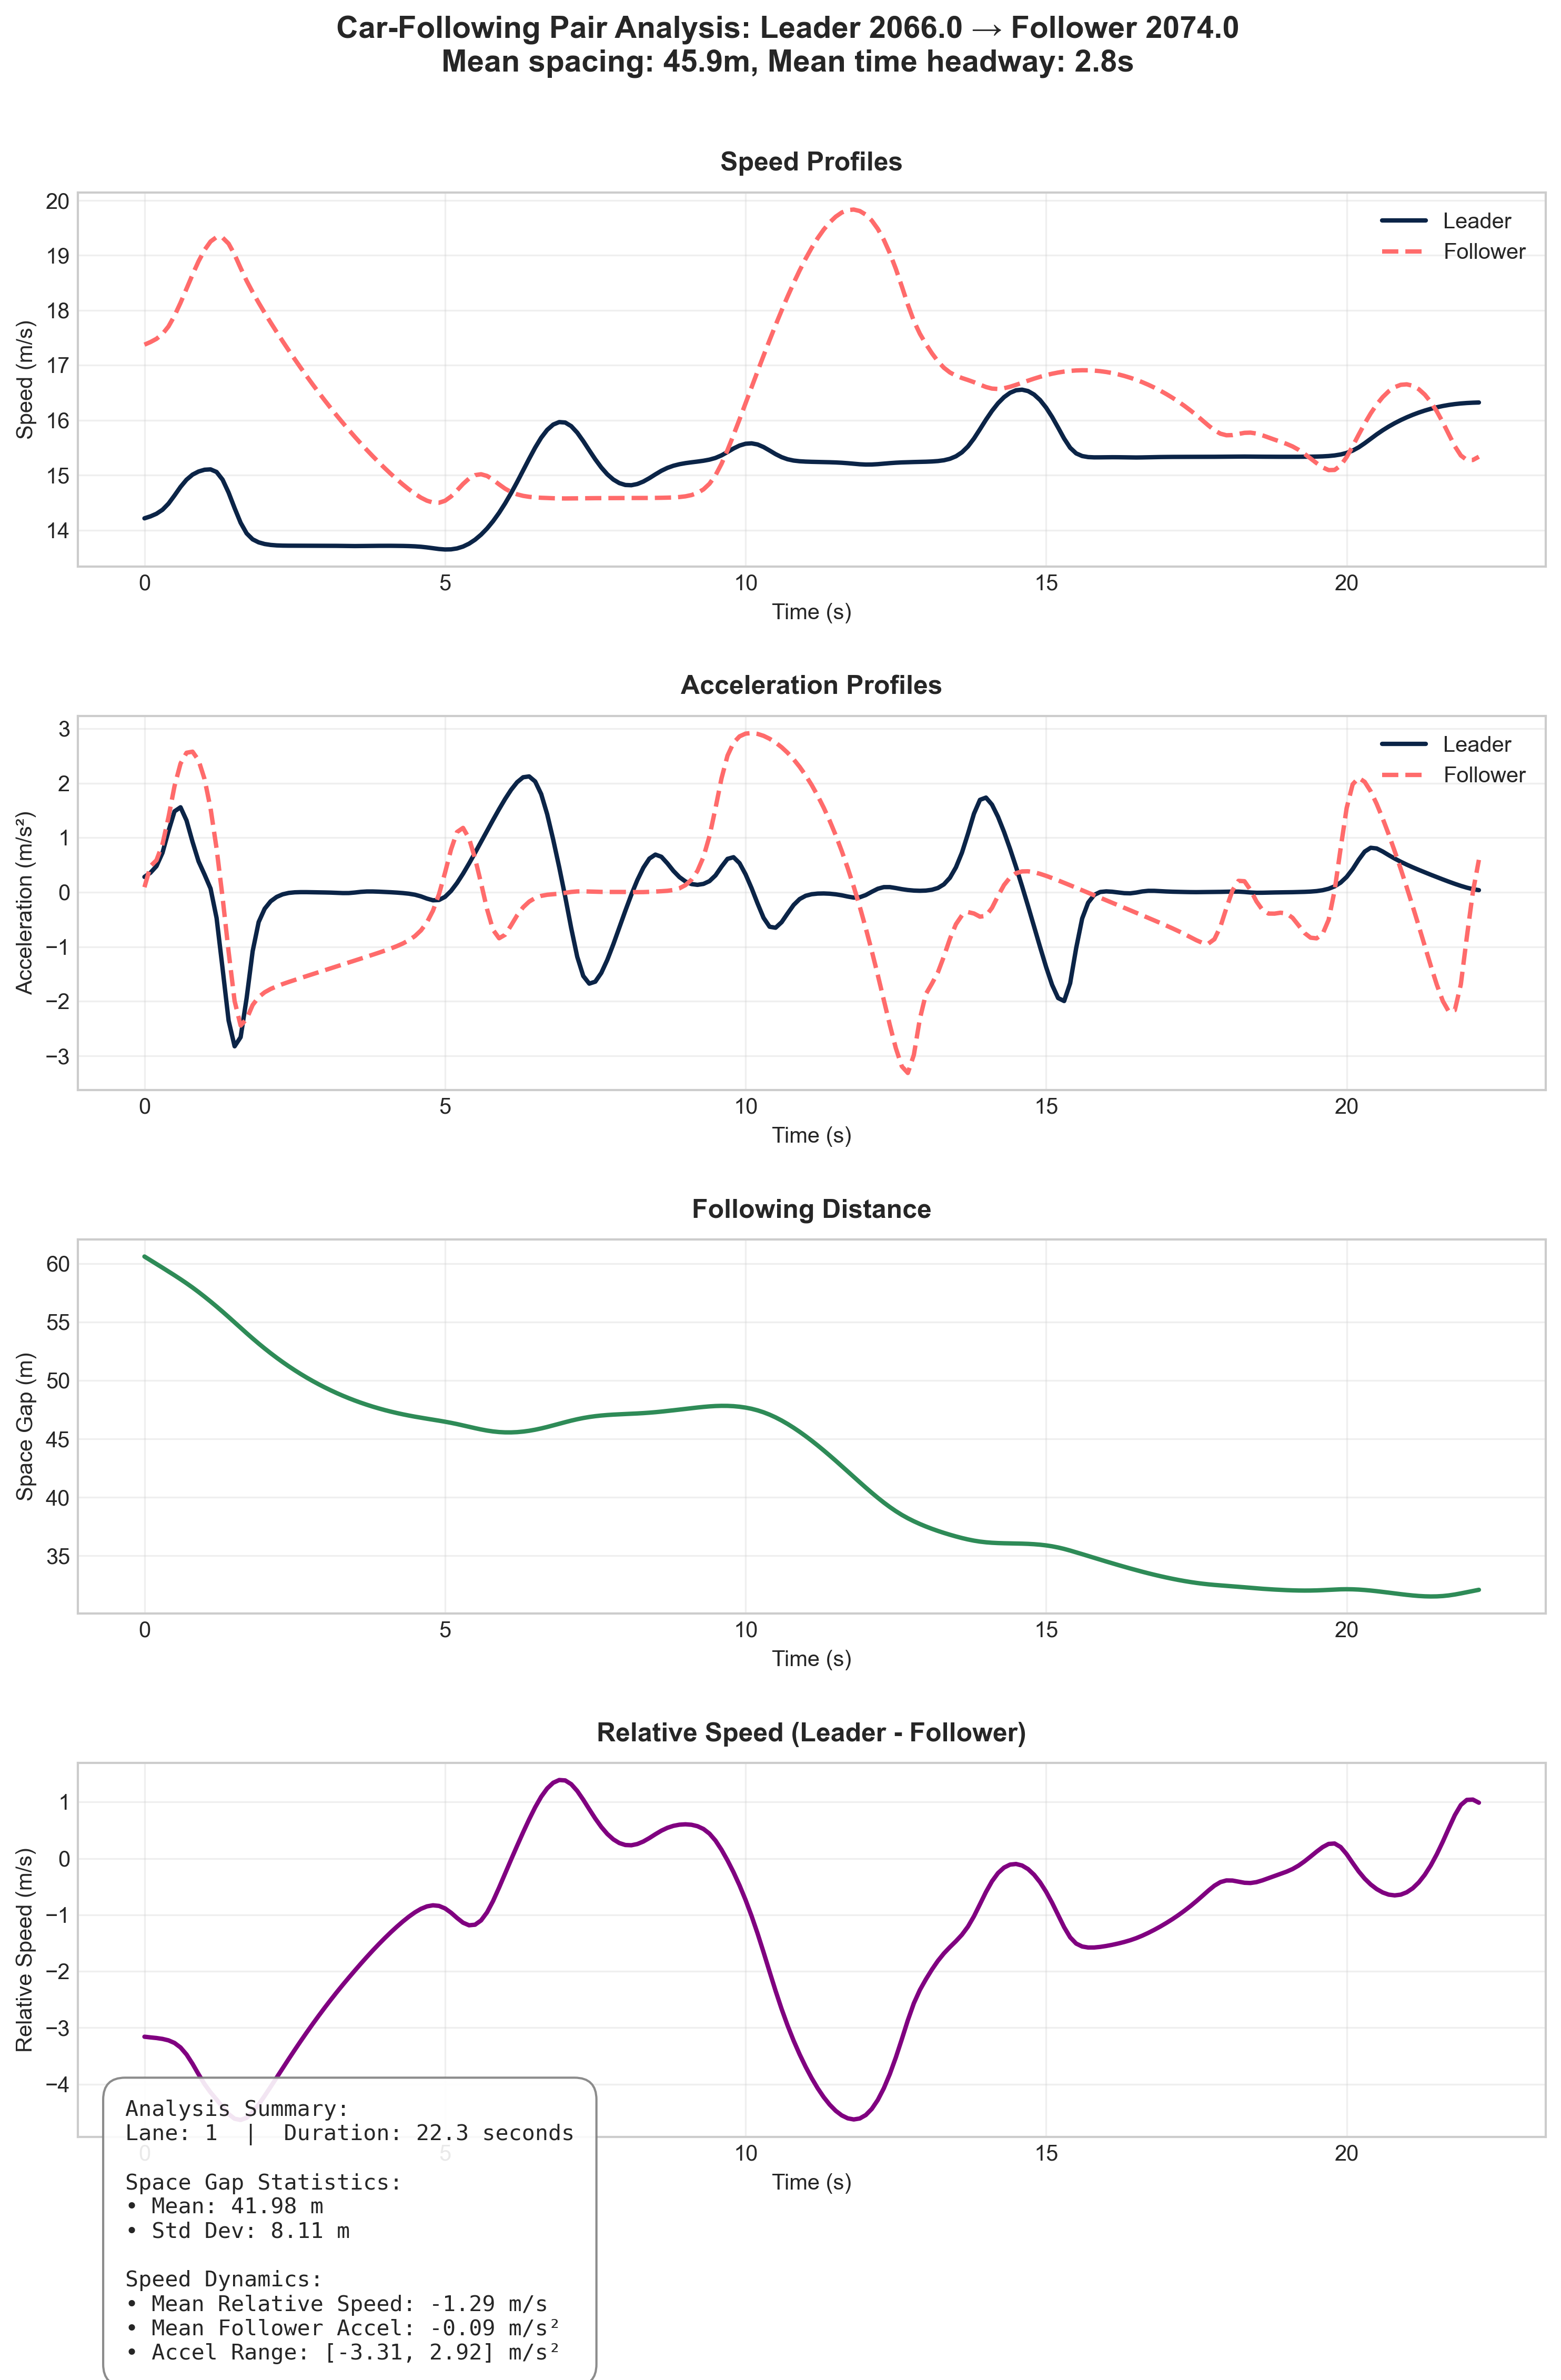 Car-Following Pair Analysis: Leader 2066.0 → Follower 2074.0
Mean spacing: 45.9m, Mean time headway: 2.8s
Speed Profiles
Speed (m/s)
20
19
18
17
16
15
14
Leader
Follower
0 5 10 15 20
Time (s)
Acceleration Profiles
Acceleration (m/s²)
3
2
1
0
−1
−2
−3
Leader
Follower
0 5 10 15 20
Time (s)
Following Distance
Space Gap (m)
60
55
50
45
40
35
0 5 10 15 20
Time (s)
Relative Speed (Leader - Follower)
Relative Speed (m/s)
1
0
−1
−2
−3
−4
0 5 10 15 20
Time (s)
Analysis Summary:
Lane: 1 | Duration: 22.3 seconds
Space Gap Statistics:
• Mean: 41.98 m
• Std Dev: 8.11 m
Speed Dynamics:
• Mean Relative Speed: -1.29 m/s
• Mean Follower Accel: -0.09 m/s²
• Accel Range: [-3.31, 2.92] m/s²